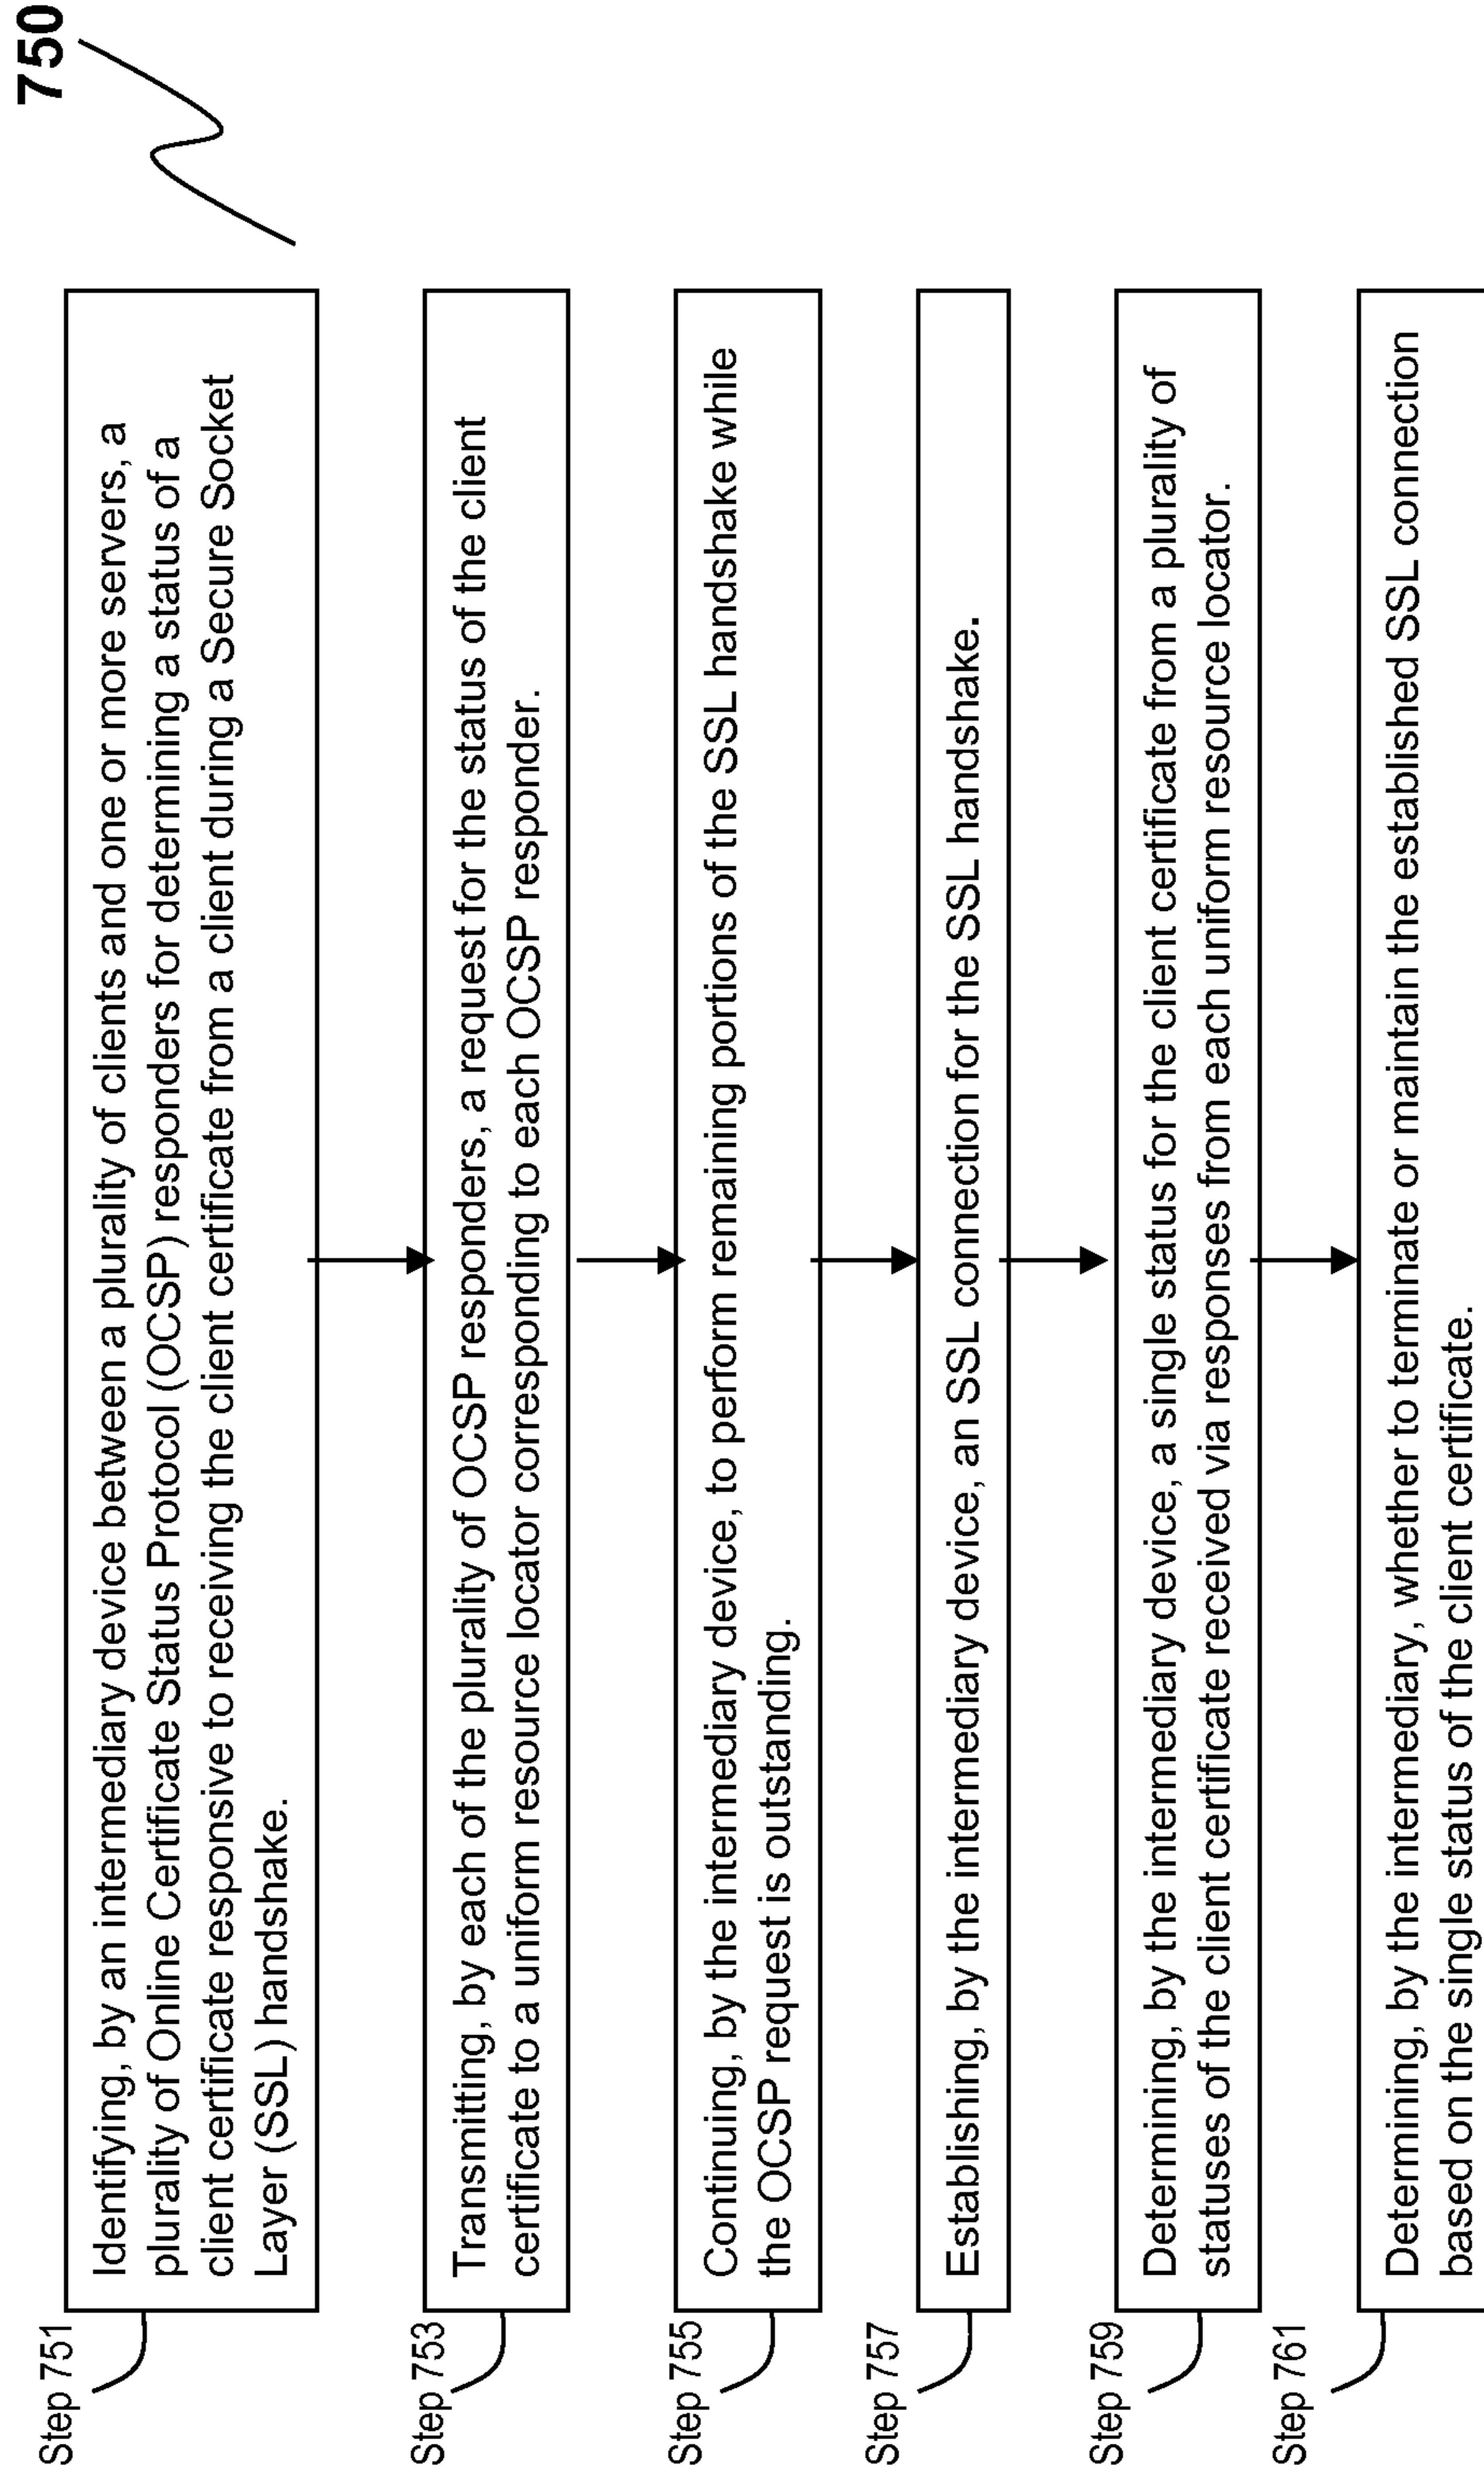 750
Step 751
Identifying, by an intermediary device between a plurality of clients and one or more servers, a
plurality of Online Certificate Status Protocol (OCSP) responders for determining a status of a
client certificate responsive to receiving the client certificate from a client during a Secure Socket
Layer (SSL) handshake.
Step 753
Transmitting, by each of the plurality of OCSP responders, a request for the status of the client
certificate to a uniform resource locator corresponding to each OCSP responder.
Step 755
Continuing, by the intermediary device, to perform remaining portions of the SSL handshake while
the OCSP request is outstanding.
Step 757
Establishing, by the intermediary device, an SSL connection for the SSL handshake.
Step 759
Determining, by the intermediary device, a single status for the client certificate from a plurality of
statuses of the client certificate received via responses from each uniform resource locator.
Step 761
Determining, by the intermediary, whether to terminate or maintain the established SSL connection
based on the single status of the client certificate.